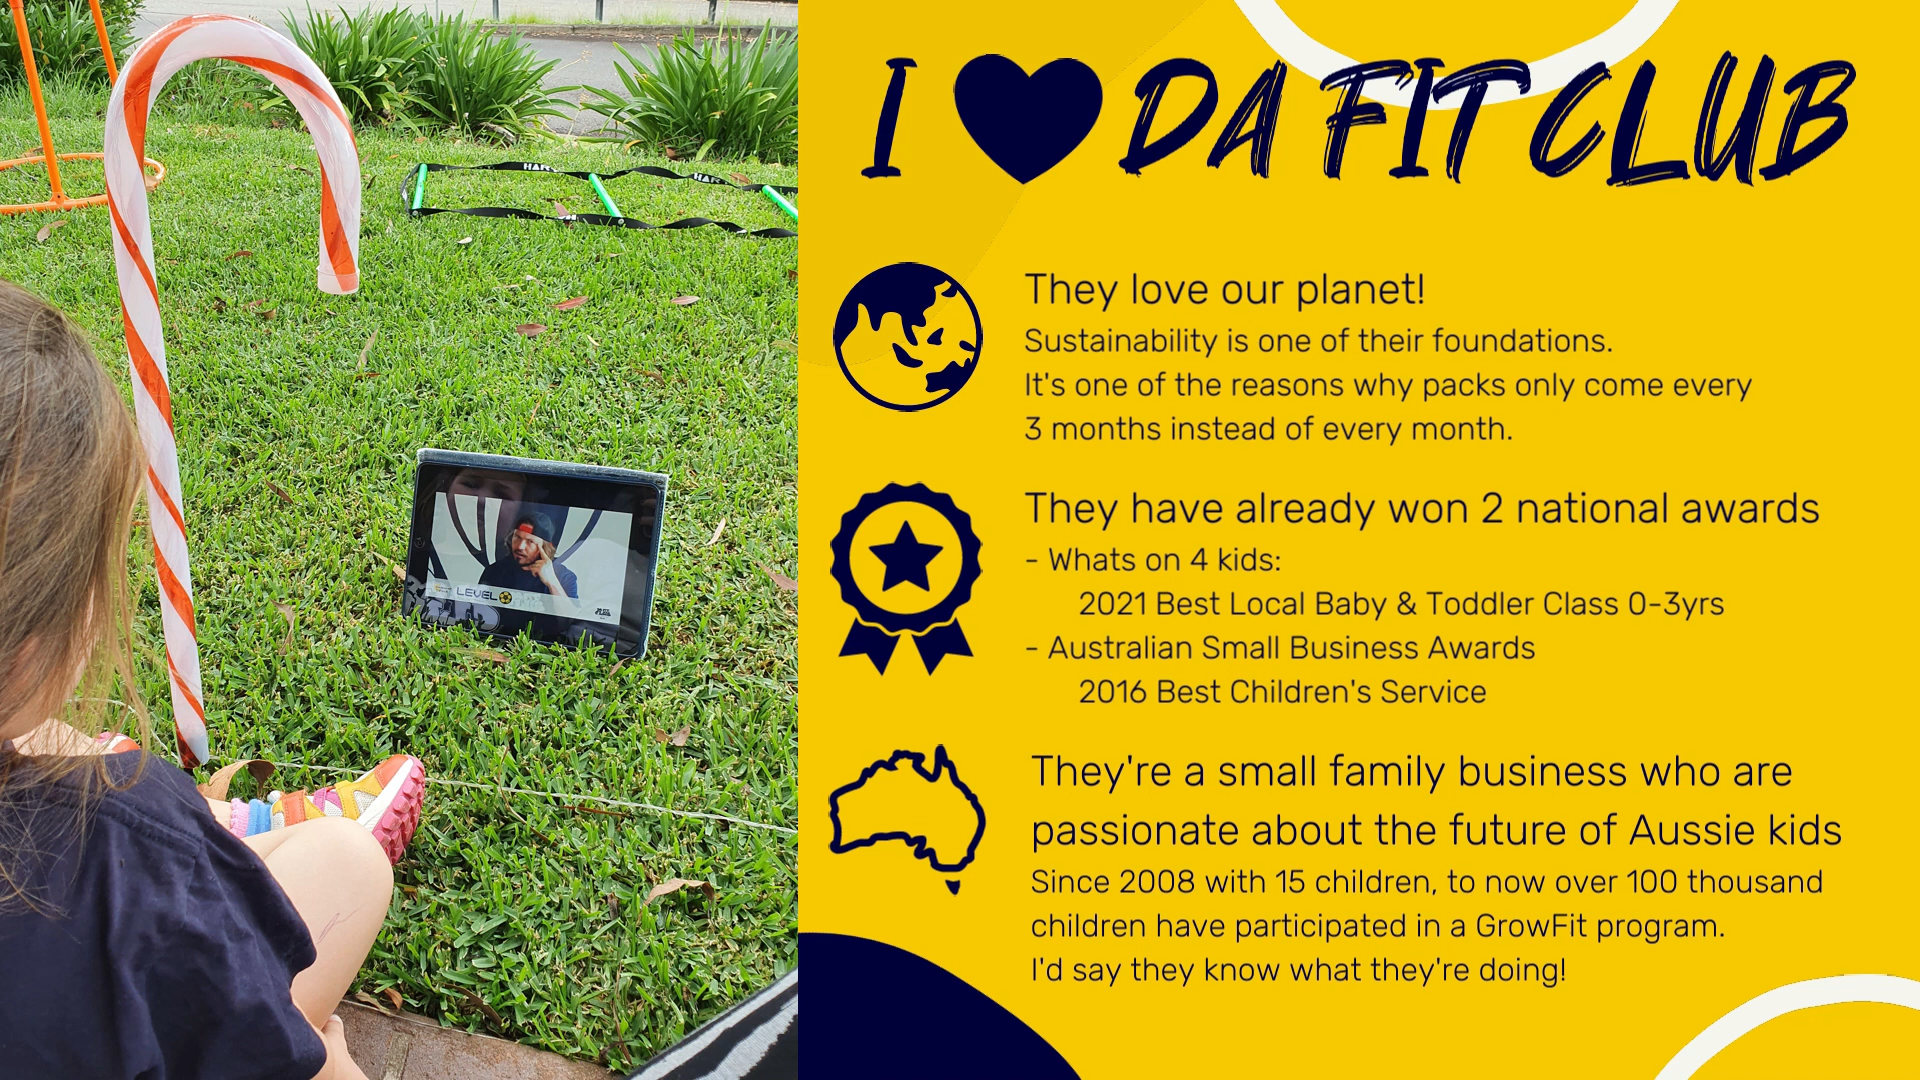 I ♥ DA FIT CLUB
They love our planet!
Sustainability is one of their foundations.
It's one of the reasons why packs only come every
3 months instead of every month.
They have already won 2 national awards
- Whats on 4 kids:
2021 Best Local Baby & Toddler Class 0-3yrs
- Australian Small Business Awards
2016 Best Children's Service
They're a small family business who are
passionate about the future of Aussie kids
Since 2008 with 15 children, to now over 100 thousand
children have participated in a GrowFit program.
I'd say they know what they're doing!
LEVEL